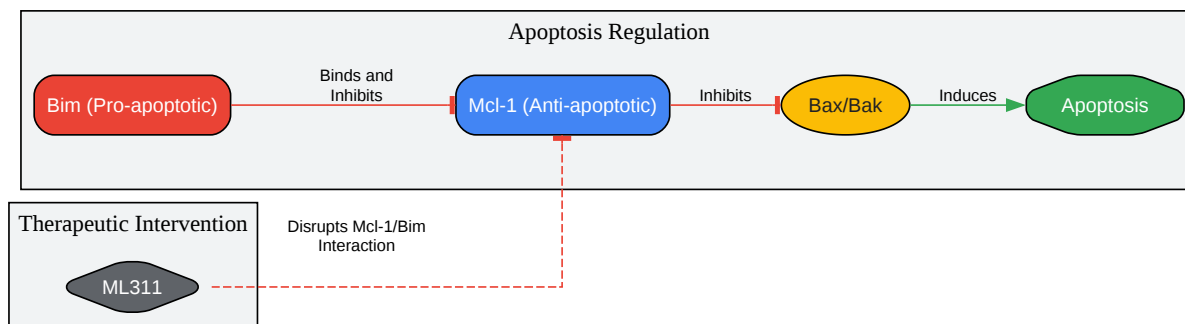 Apoptosis Regulation
Binds and
Inhibits
Bim (Pro-apoptotic)
Mcl-1 (Anti-apoptotic)
Inhibits
Bax/Bak
Induces
Apoptosis
Therapeutic Intervention
Disrupts Mcl-1/Bim
Interaction
ML311